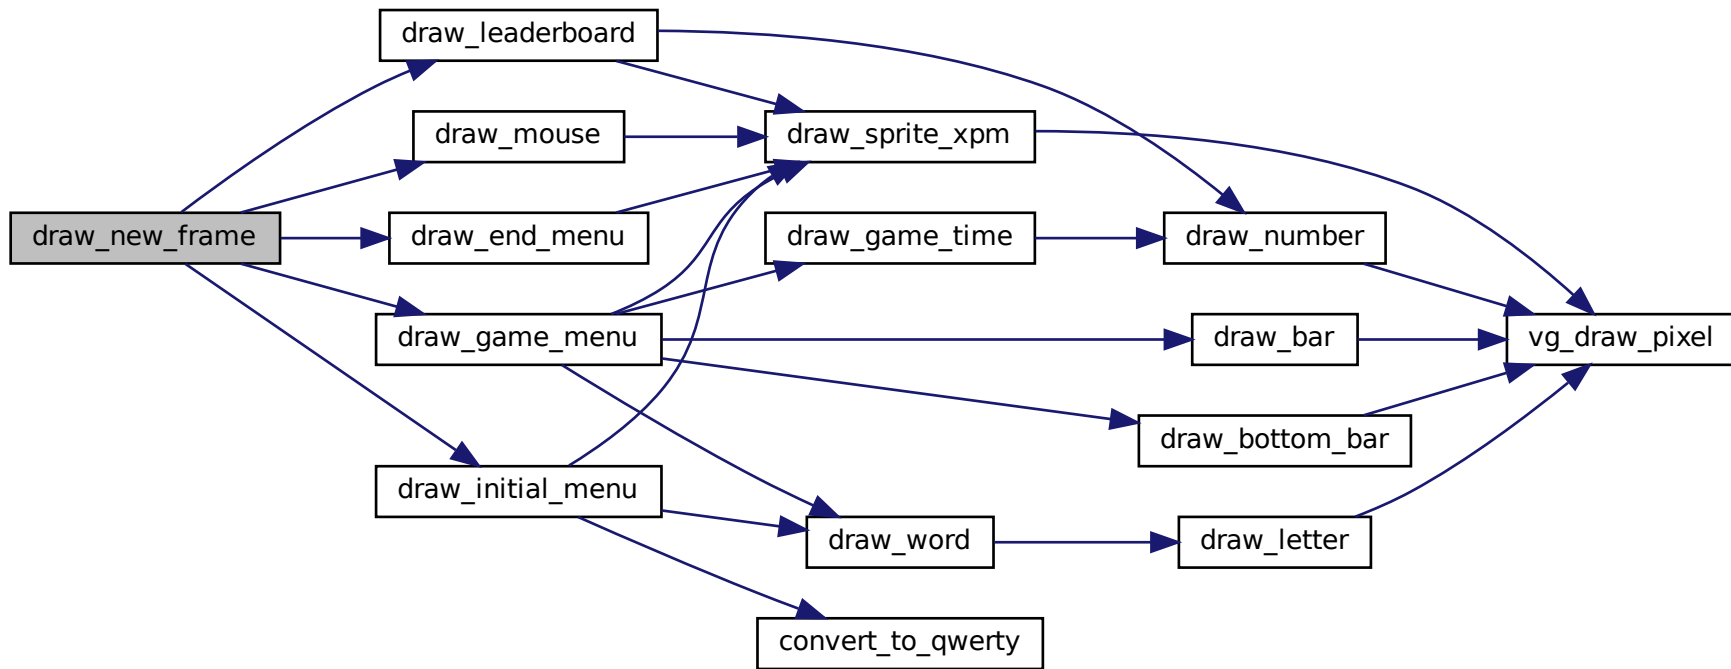 draw_leaderboard
draw_mouse
draw_sprite_xpm
draw_new_frame
draw_end_menu
draw_game_time
draw_number
draw_game_menu
draw_bar
vg_draw_pixel
draw_bottom_bar
draw_initial_menu
draw_word
draw_letter
convert_to_qwerty